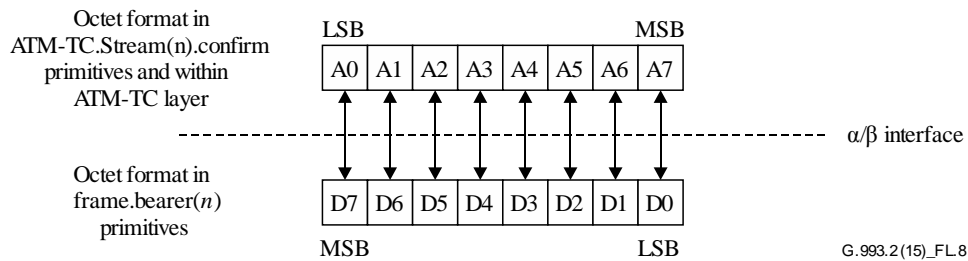 Octet format in
ATM-TC.Stream(n).confirm
primitives and within
ATM-TC layer
LSB MSB
A0 A1 A2 A3 A4 A5 A6 A7
α/β interface
Octet format in
frame.bearer(n)
primitives
D7 D6 D5 D4 D3 D2 D1 D0
MSB LSB
G.993.2(15)_FL.8